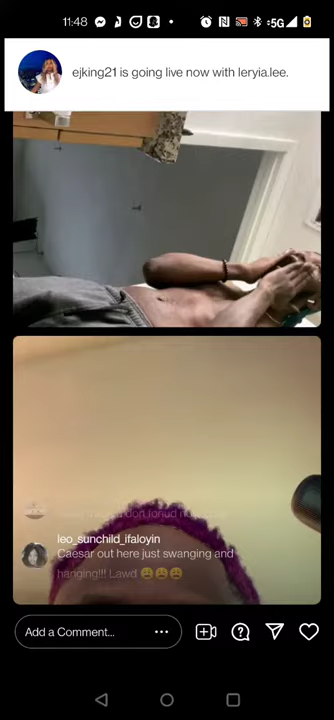 11:48
5G
ejking21 is going live now with leryia.lee.
leo_sunchild_ifaloyin
Caesar out here just swanging and
hanging!!! Lawd 😩😩😩
Add a Comment...